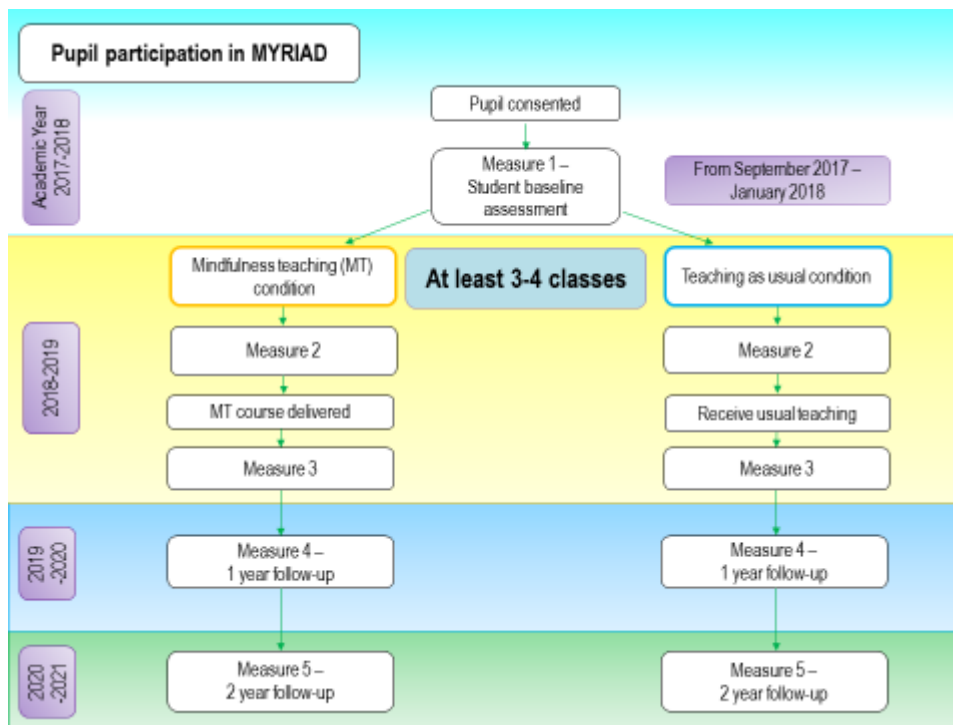 Pupil participation in MYRIAD
Academic Year
2017-2018
Pupil consented
Measure 1 –
Student baseline
assessment
From September 2017 –
January 2018
2018-2019
Mindfulness teaching (MT)
condition
At least 3-4 classes
Teaching as usual condition
Measure 2
Measure 2
MT course delivered
Receive usual teaching
Measure 3
Measure 3
2019
-2020
Measure 4 –
1 year follow-up
Measure 4 –
1 year follow-up
2020
-2021
Measure 5 –
2 year follow-up
Measure 5 –
2 year follow-up